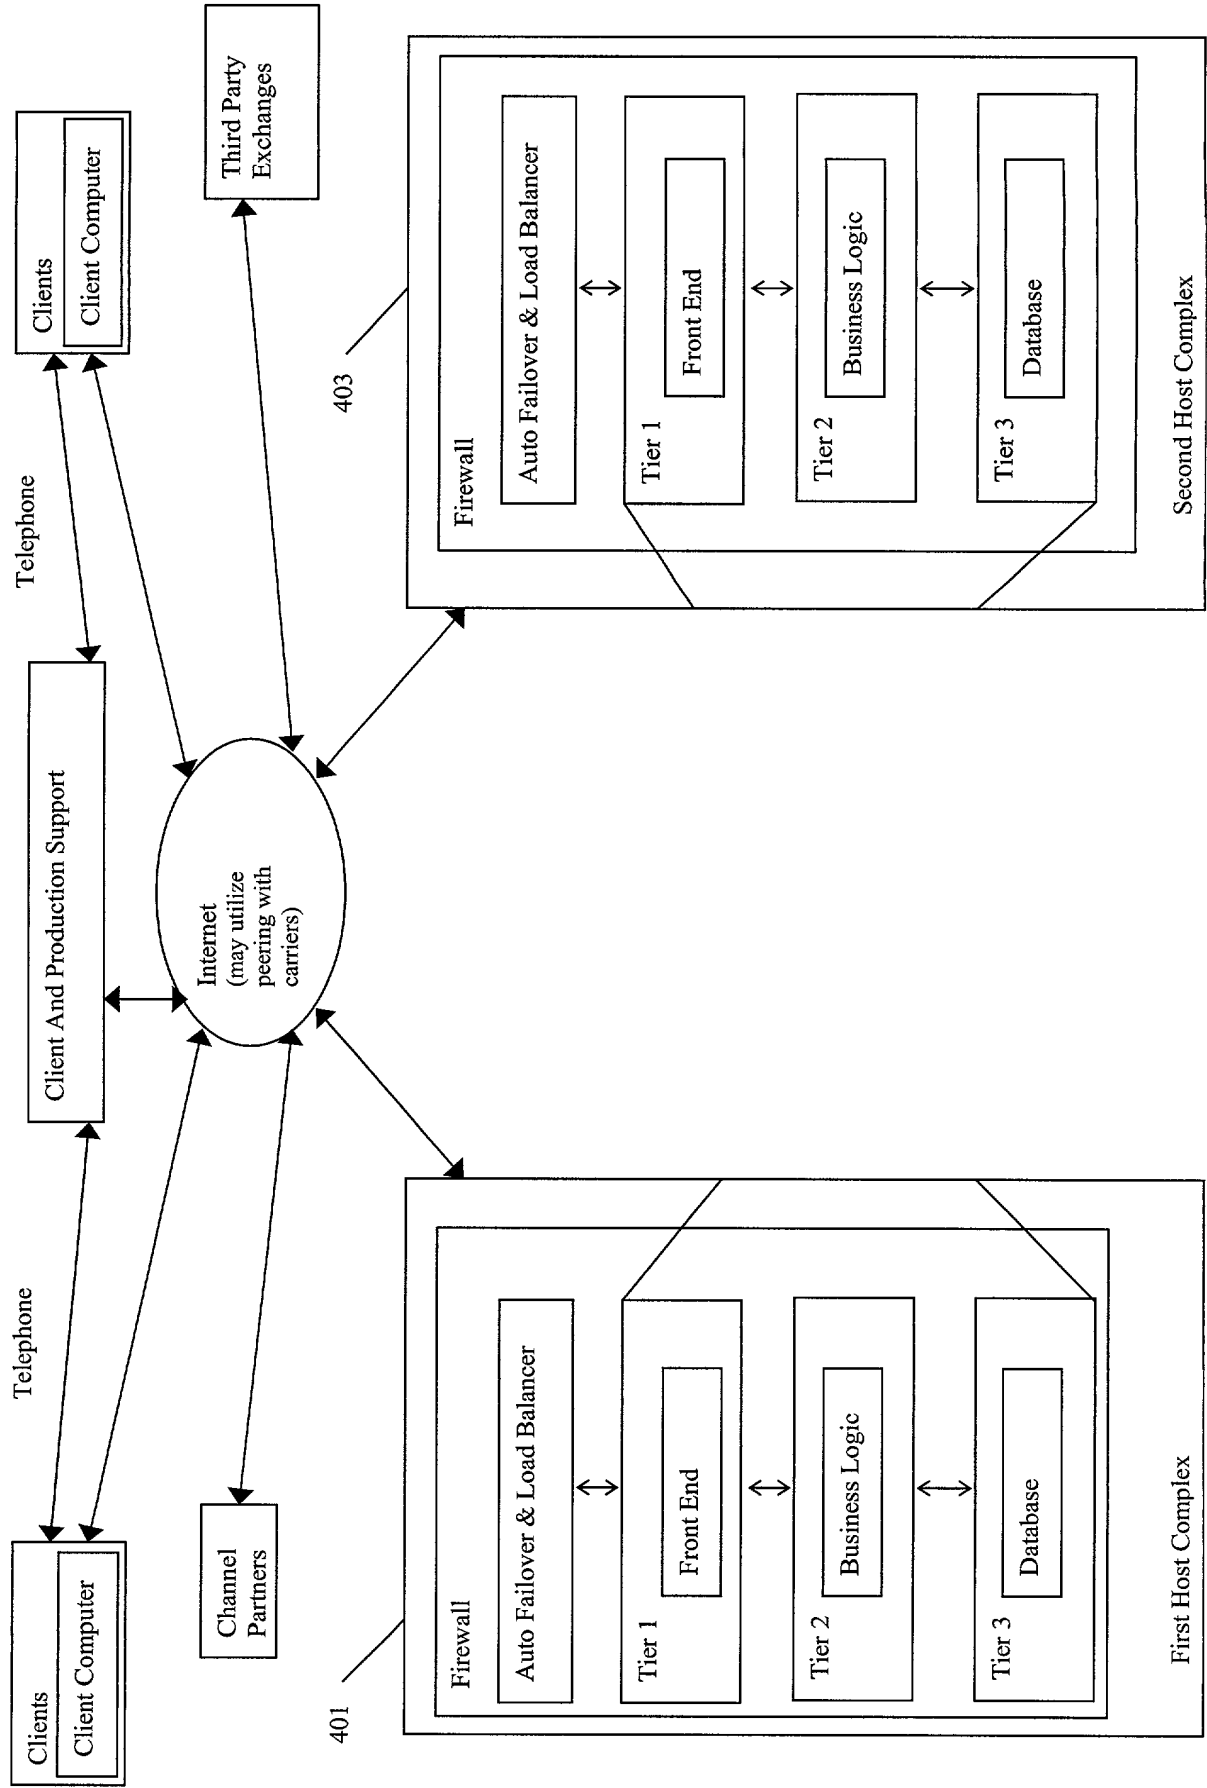 Clients
Client Computer
Telephone
Client And Production Support
Telephone
Clients
Client Computer
Channel
Partners
Internet
(may utilize
peering with
carriers)
Third Party
Exchanges
401
Firewall
Auto Failover & Load Balancer
Tier 1
Front End
Tier 2
Business Logic
Tier 3
Database
First Host Complex
403
Firewall
Auto Failover & Load Balancer
Tier 1
Front End
Tier 2
Business Logic
Tier 3
Database
Second Host Complex